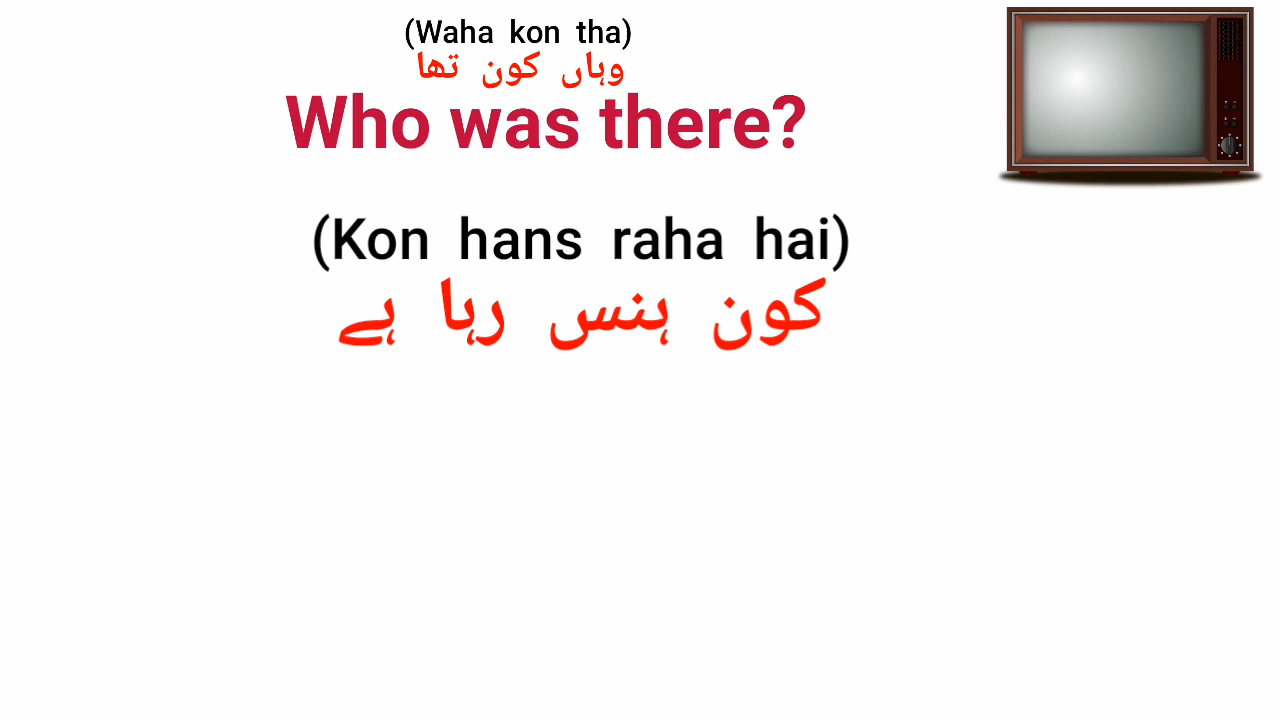 (Waha kon tha)
وہاں کون تھا
Who was there?
(Kon hans raha hai)
کون ہنس رہا ہے